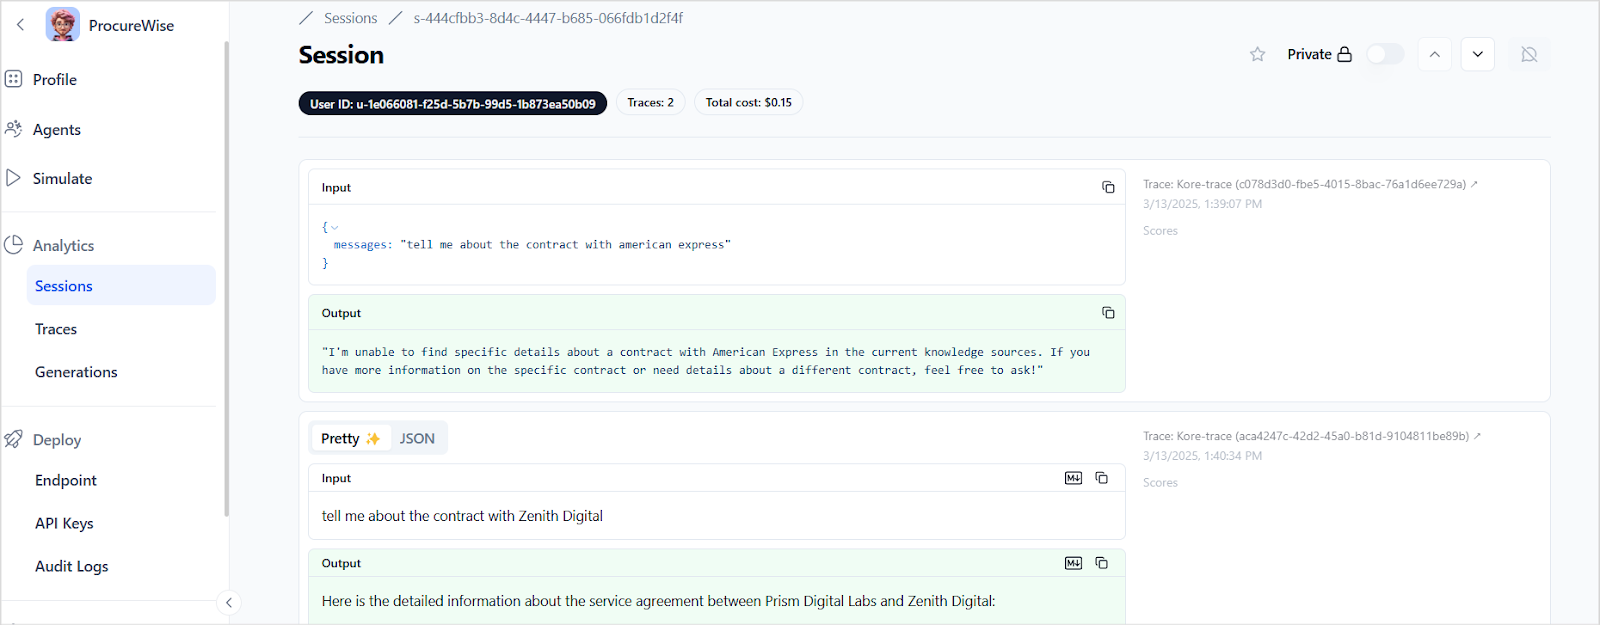 ProcureWise
Profile
Agents
Simulate
Analytics
Sessions
Traces
Generations
Deploy
Endpoint
API Keys
Audit Logs
Sessions s-444cfbb3-8d4c-4447-b685-066fdb1d2f4f
Session
Private
User ID: u-1e066081-f25d-5b7b-99d5-1b873ea50b09 Traces: 2 Total cost: $0.15
Input
{
messages: "tell me about the contract with american express"
}
Trace: Kore-trace (c078d3d0-fbe5-4015-8bac-76a1d6ee729a) ↗
3/13/2025, 1:39:07 PM
Scores
Output
"I'm unable to find specific details about a contract with American Express in the current knowledge sources. If you
have more information on the specific contract or need details about a different contract, feel free to ask!"
Pretty ✨ JSON
Input
tell me about the contract with Zenith Digital
Trace: Kore-trace (aca4247c-42d2-45a0-b81d-9104811be89b) ↗
3/13/2025, 1:40:34 PM
Scores
Output
Here is the detailed information about the service agreement between Prism Digital Labs and Zenith Digital: